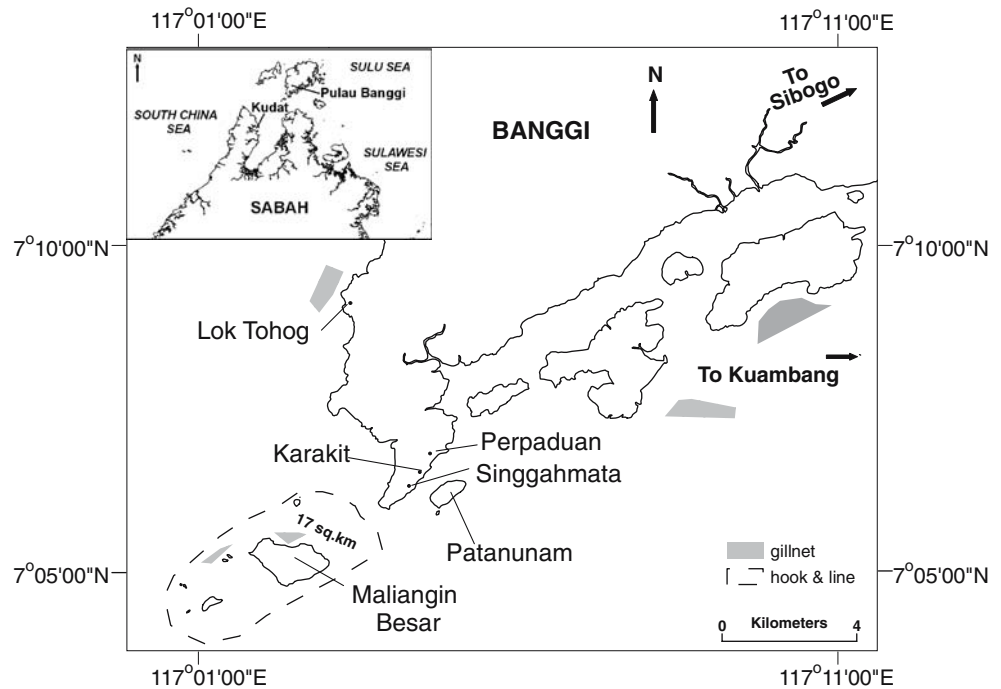 117°01'00"E
117°11'00"E
N
SULU SEA
Pulau Banggi
Kudat
SOUTH CHINA
SEA
SULAWESI
SEA
SABAH
N
BANGGI
To
Sibogo
7°10'00"N
7°10'00"N
Lok Tohog
To Kuambang
Perpaduan
Karakit
Singgahmata
17 sq.km
Patanunam
gillnet
7°05'00"N
hook & line
7°05'00"N
Maliangin
Besar
Kilometers
0
4
117°01'00"E
117°11'00"E